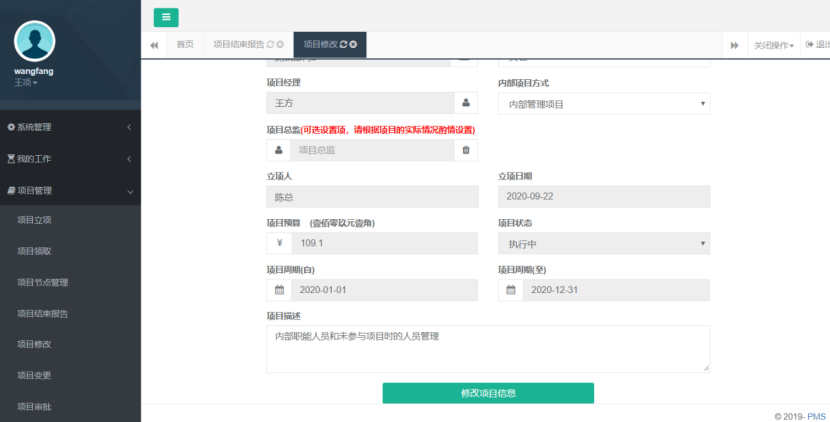 首页
项目结束报告
项目修改
关闭操作
退出
wangfang
王项
系统管理
我的工作
项目管理
项目立项
项目领取
项目节点管理
项目结束报告
项目修改
项目变更
项目审批
项目经理
内部项目方式
王方
内部管理项目
项目总监(可选设置项，请根据项目的实际情况酌情设置)
项目总监
立项人
立项日期
陈总
2020-09-22
项目预算 (壹佰零玖元壹角)
项目状态
¥ 109.1
执行中
项目周期(自)
项目周期(至)
2020-01-01
2020-12-31
项目描述
内部职能人员和未参与项目时的人员管理
修改项目信息
© 2019- PMS